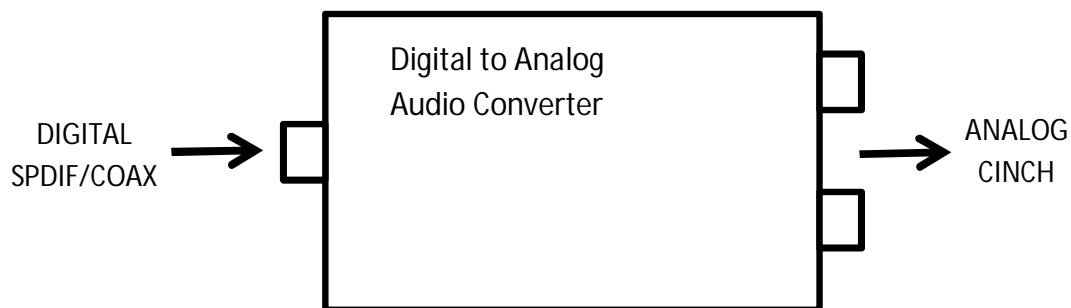 Digital to Analog
Audio Converter
DIGITAL
SPDIF/COAX
ANALOG
CINCH